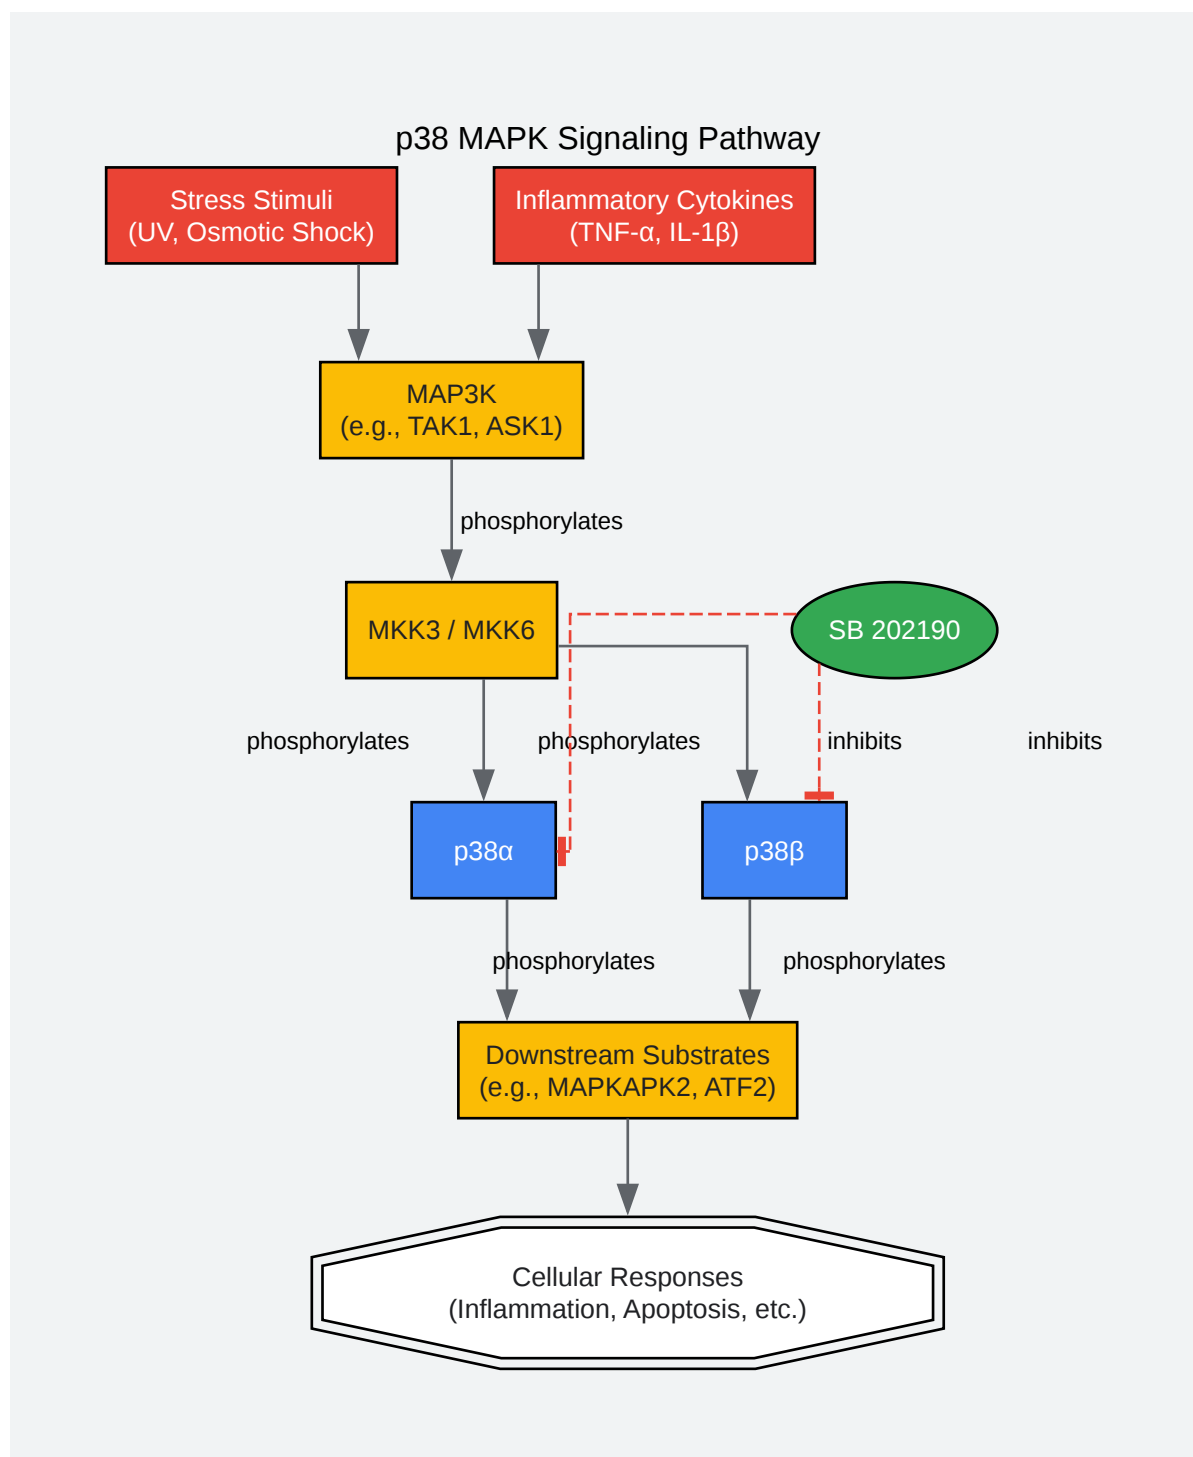 p38 MAPK Signaling Pathway
Stress Stimuli
(UV, Osmotic Shock)
Inflammatory Cytokines
(TNF-α, IL-1β)
MAP3K
(e.g., TAK1, ASK1)
phosphorylates
MKK3 / MKK6
SB 202190
phosphorylates
phosphorylates
inhibits
inhibits
p38α
p38β
phosphorylates
phosphorylates
Downstream Substrates
(e.g., MAPKAPK2, ATF2)
Cellular Responses
(Inflammation, Apoptosis, etc.)